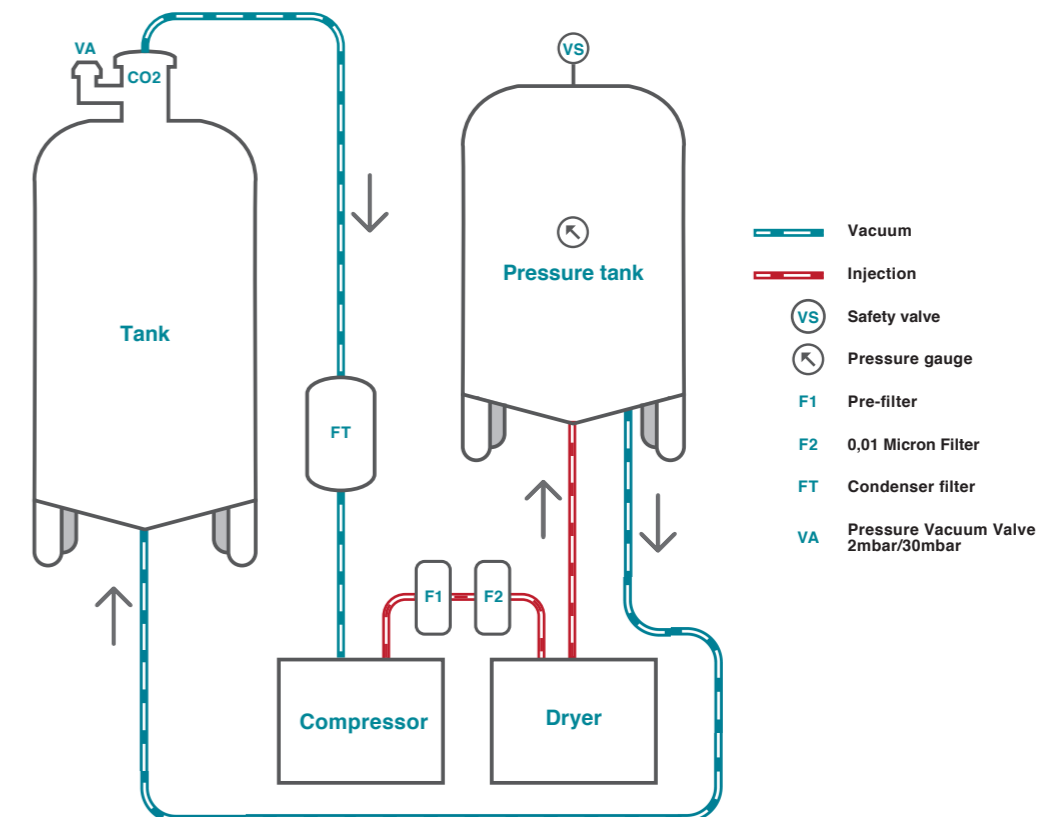 VA
CO2
VS
Tank
Pressure tank
FT
F1
F2
Compressor
Dryer
Vacuum
Injection
VS Safety valve
Pressure gauge
F1 Pre-filter
F2 0,01 Micron Filter
FT Condenser filter
VA Pressure Vacuum Valve
2mbar/30mbar